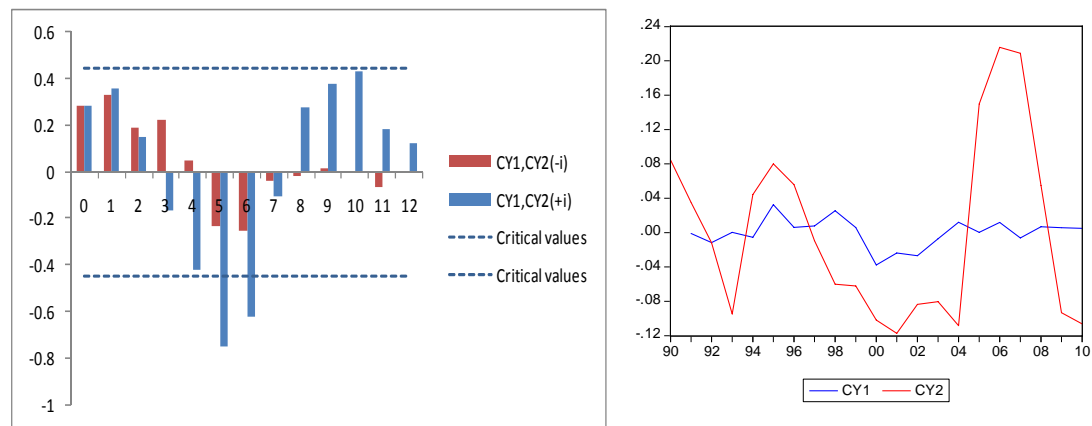 0.6
0.4
0.2
0
-0.2
-0.4
-0.6
-0.8
-1
0 1 2 3 4 5 6 7 8 9 10 11 12
CY1,CY2(-i)
CY1,CY2(+i)
Critical values
Critical values
.24
.20
.16
.12
.08
.04
.00
-.04
-.08
-.12
90 92 94 96 98 00 02 04 06 08 10
CY1 CY2